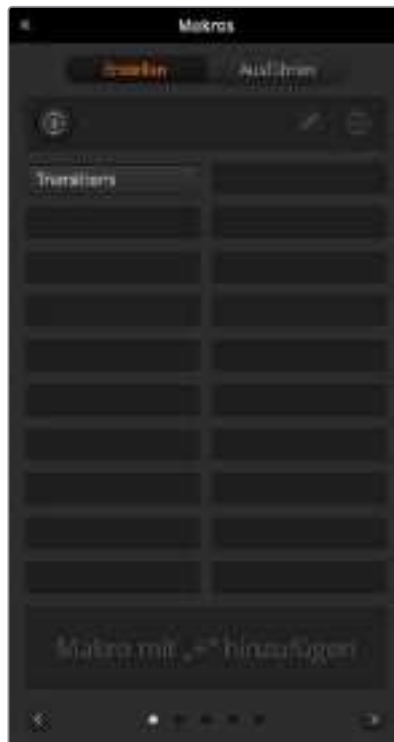 Makros
Erstellen Ausführen
Transitions
Makro mit „+“ hinzufügen